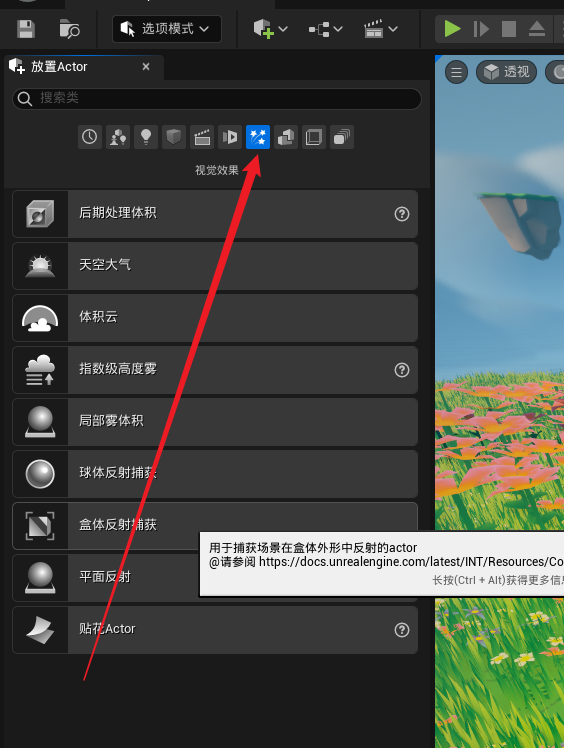 选项模式
放置Actor
透视
搜索类
视觉效果
后期处理体积
天空大气
体积云
指数级高度雾
局部雾体积
球体反射捕获
盒体反射捕获
用于捕获场景在盒体外形中反射的actor
@请参阅 https://docs.unrealengine.com/latest/INT/Resources/Co
长按(Ctrl + Alt)获得更多信息
平面反射
贴花Actor